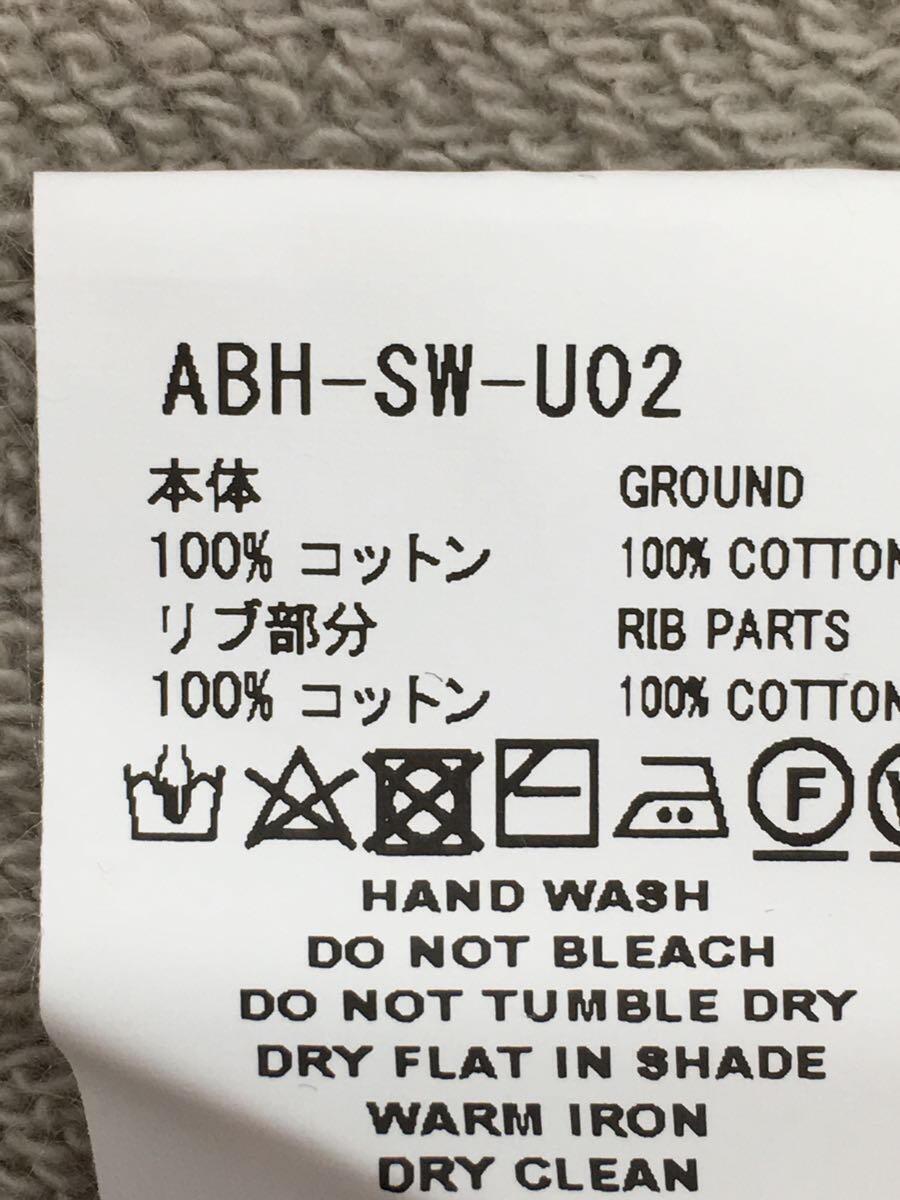 ABH-SW-U02
本体 GROUND
100% コットン 100% COTTON
リブ部分 RIB PARTS
100% コットン 100% COTTON
F
HAND WASH
DO NOT BLEACH
DO NOT TUMBLE DRY
DRY FLAT IN SHADE
WARM IRON
DRY CLEAN